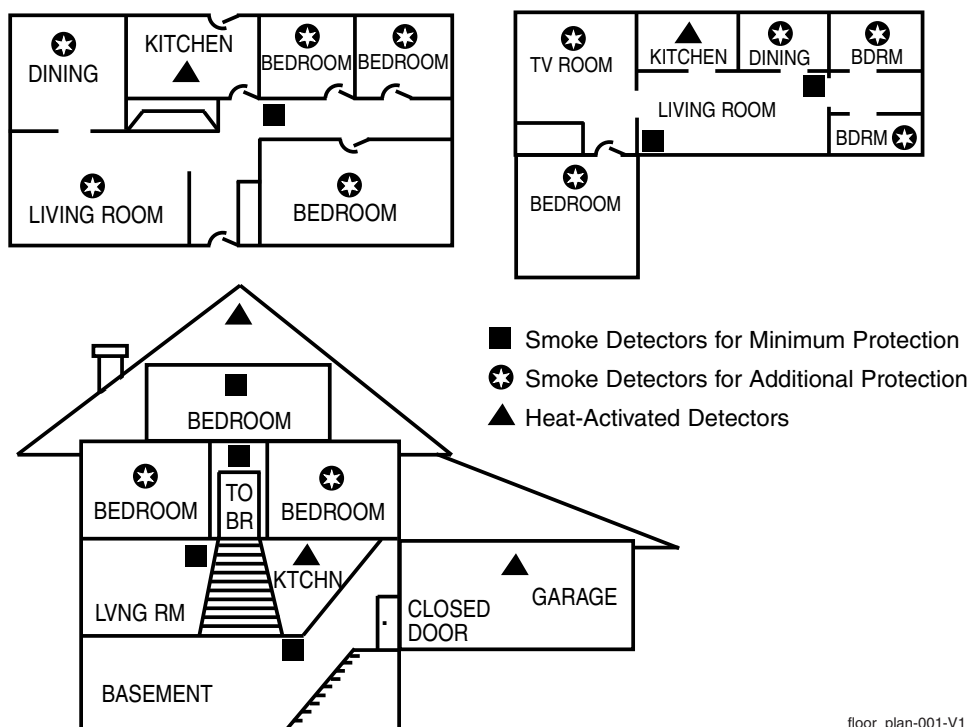 DINING
KITCHEN
BEDROOM
BEDROOM
LIVING ROOM
BEDROOM
TV ROOM
KITCHEN
DINING
BDRM
LIVING ROOM
BDRM
BEDROOM
Smoke Detectors for Minimum Protection
Smoke Detectors for Additional Protection
Heat-Activated Detectors
BEDROOM
BEDROOM
TO
BR
BEDROOM
LVNG RM
KTCHN
CLOSED
DOOR
GARAGE
BASEMENT
floor_plan-001-V1